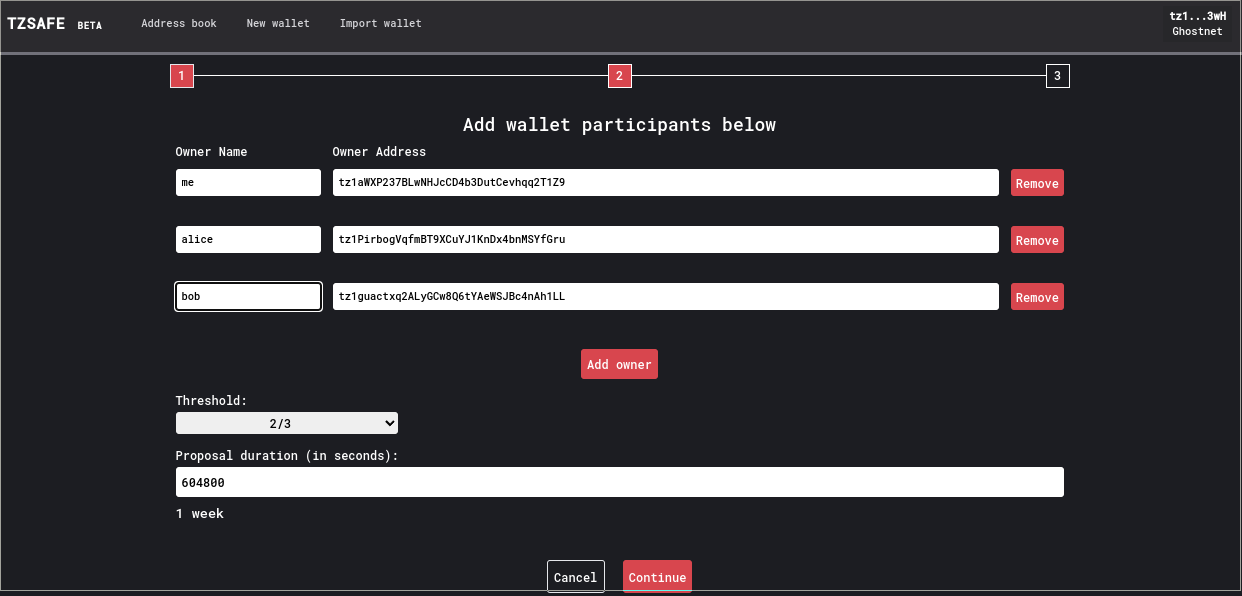 TZSAFE BETA Address book New wallet Import wallet tz1...3wH
Ghostnet
1 2 3
Add wallet participants below
Owner Name Owner Address
me tz1aWXP237BLwNHJcCD4b3DutCevhqq2T1Z9 Remove
alice tz1PirbogVqfmBT9XCuYJ1KnDx4bnMSYfGru Remove
bob tz1guactxq2ALyGCw8Q6tYAeWSJBc4nAh1LL Remove
Add owner
Threshold:
2/3
Proposal duration (in seconds):
604800
1 week
Cancel Continue